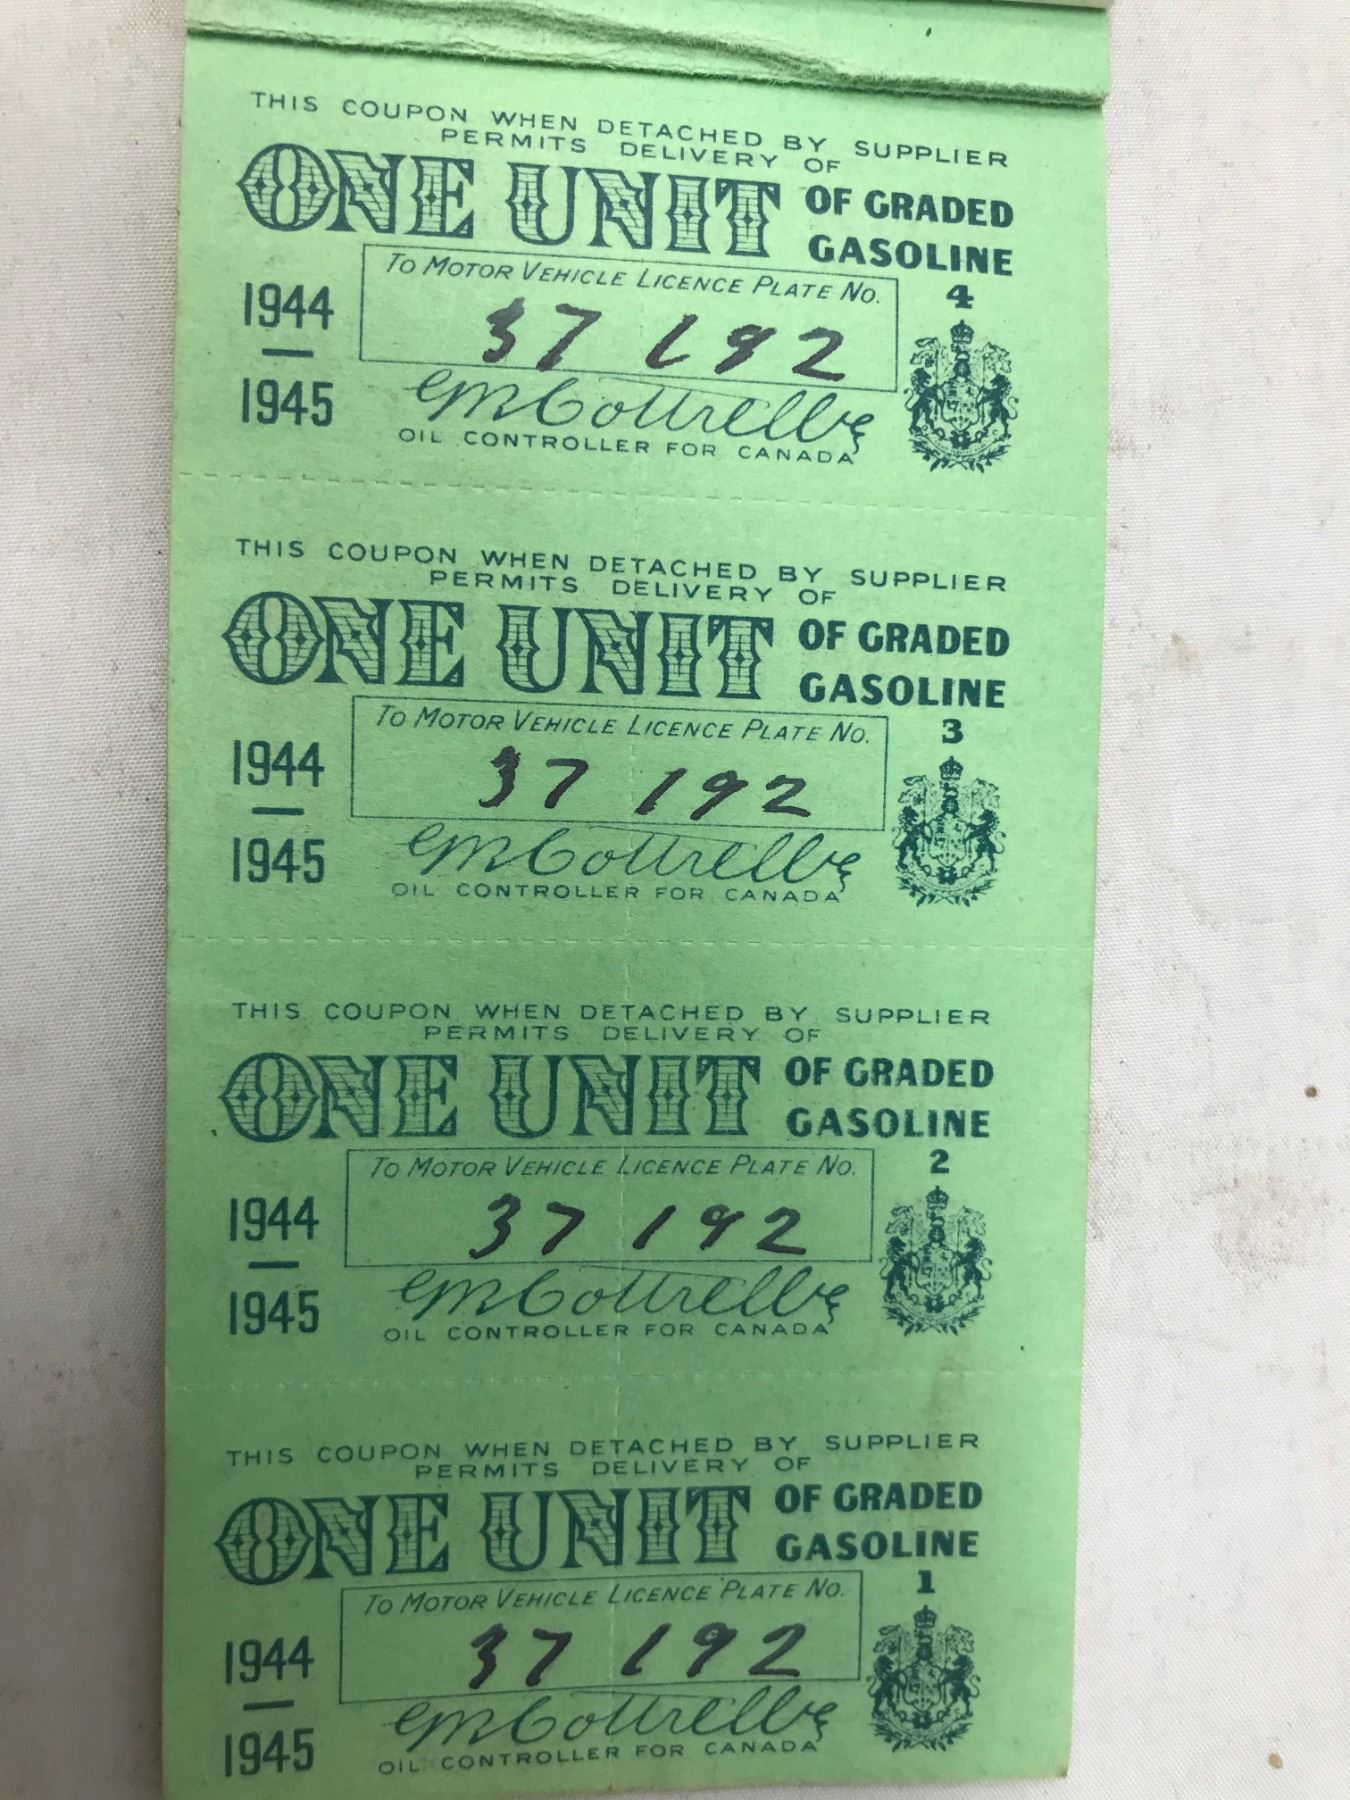 THIS COUPON WHEN DETACHED BY SUPPLIER
PERMITS DELIVERY OF
ONE UNIT OF GRADED
GASOLINE
To Motor Vehicle Licence Plate No. 4
1944 37 192
—
1945
GMCottrelle
OIL CONTROLLER FOR CANADA
THIS COUPON WHEN DETACHED BY SUPPLIER
PERMITS DELIVERY OF
ONE UNIT OF GRADED
GASOLINE
To Motor Vehicle Licence Plate No. 3
1944 37 192
—
1945
GMCottrelle
OIL CONTROLLER FOR CANADA
THIS COUPON WHEN DETACHED BY SUPPLIER
PERMITS DELIVERY OF
ONE UNIT OF GRADED
GASOLINE
To Motor Vehicle Licence Plate No. 2
1944 37 192
—
1945
GMCottrelle
OIL CONTROLLER FOR CANADA
THIS COUPON WHEN DETACHED BY SUPPLIER
PERMITS DELIVERY OF
ONE UNIT OF GRADED
GASOLINE
To Motor Vehicle Licence Plate No. 1
1944 37 192
—
1945
GMCottrelle
OIL CONTROLLER FOR CANADA